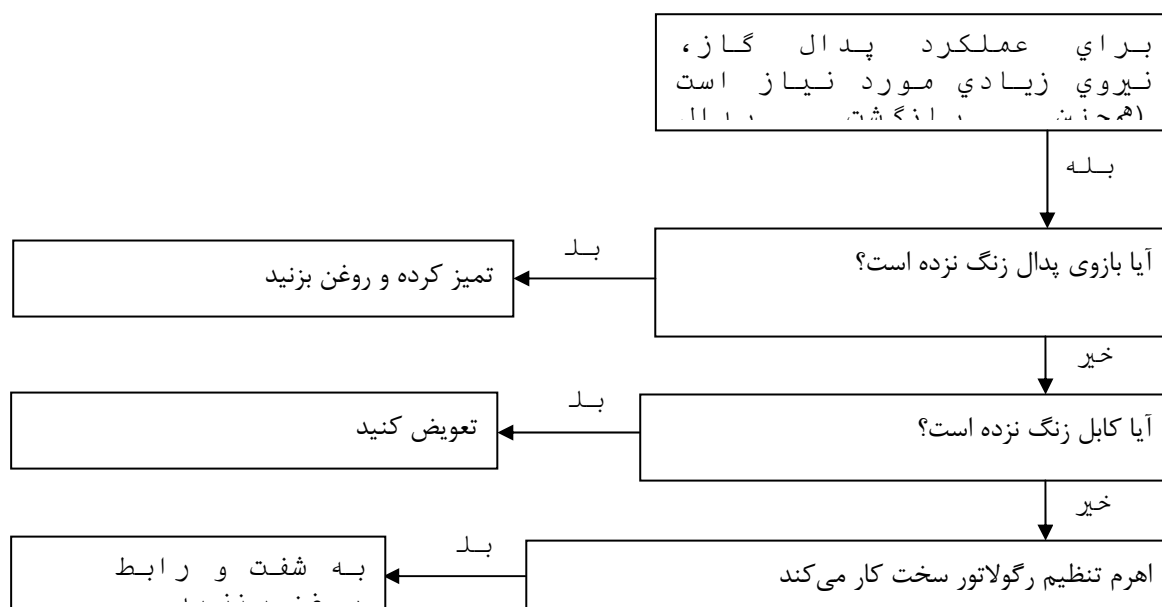 براي عملكرد پدال گاز،
نيروي زيادي مورد نياز است
بله
آیا بازوی پدال زنگ نزده است؟
بلـ
تمیز کرده و روغن بزنید
خير
آیا کابل زنگ نزده است؟
بلـ
تعویض کنید
خير
اهرم تنظیم رگولاتور سخت کار می‌کند
بلـ
به شفت و رابط